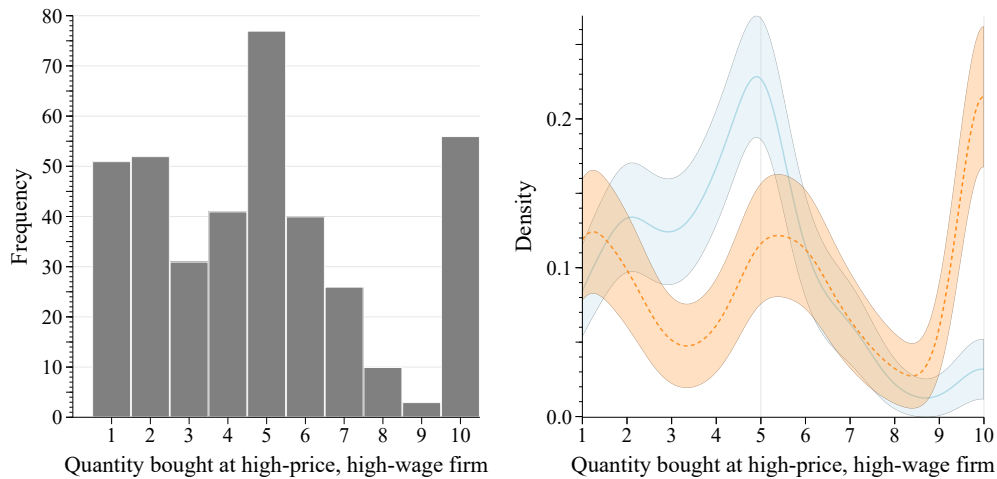 80
70
60
50
40
30
20
10
0
Frequency
1 2 3 4 5 6 7 8 9 10
Quantity bought at high-price, high-wage firm
0.2
0.1
0.0
Density
1 2 3 4 5 6 7 8 9 10
Quantity bought at high-price, high-wage firm